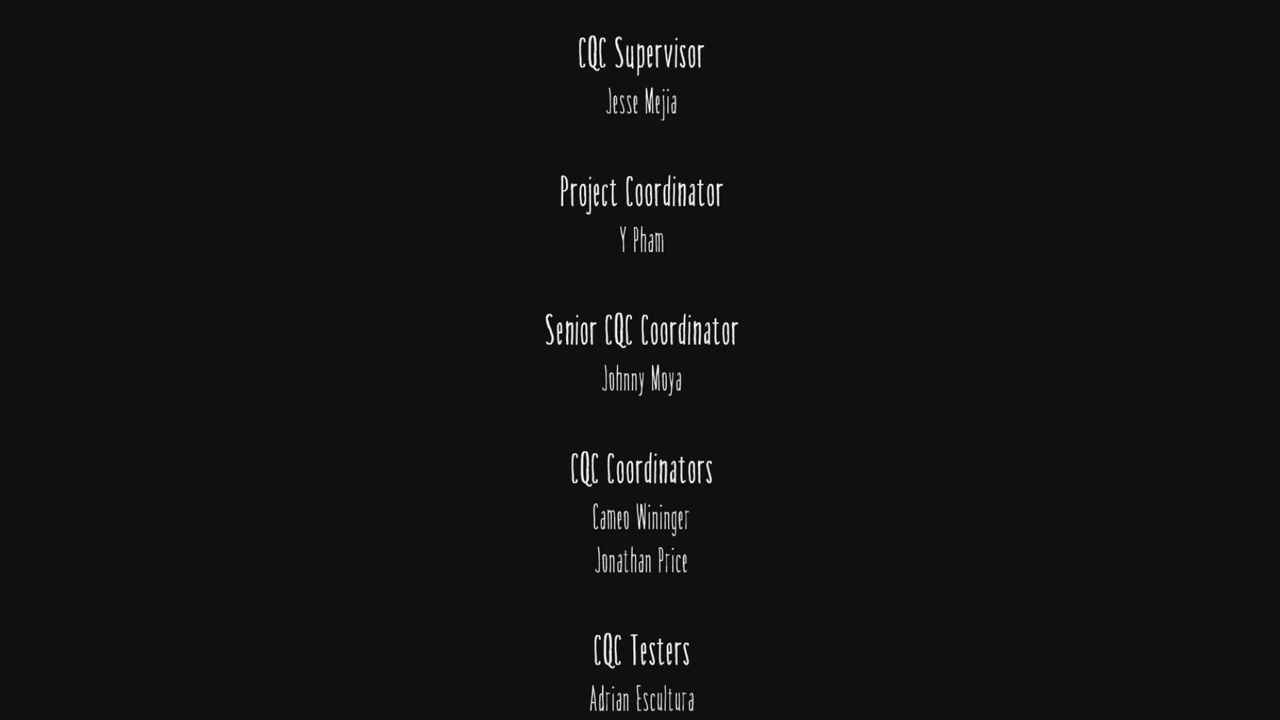 CQC Supervisor
Jesse Mejia
Project Coordinator
Y Pham
Senior CQC Coordinator
Johnny Moya
CQC Coordinators
Cameo Wininger
Jonathan Price
CQC Testers
Adrian Escultura